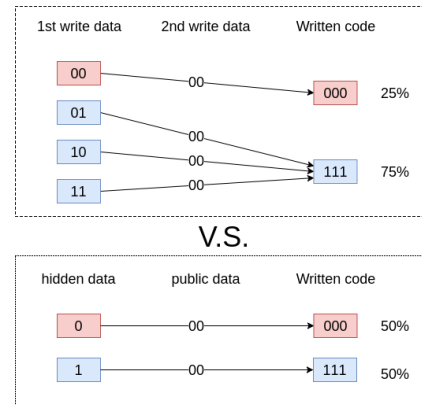 1st write data 2nd write data Written code
00 00 000 25%
01 00
10 00 111 75%
11 00
V.S.
hidden data public data Written code
0 00 000 50%
1 00 111 50%